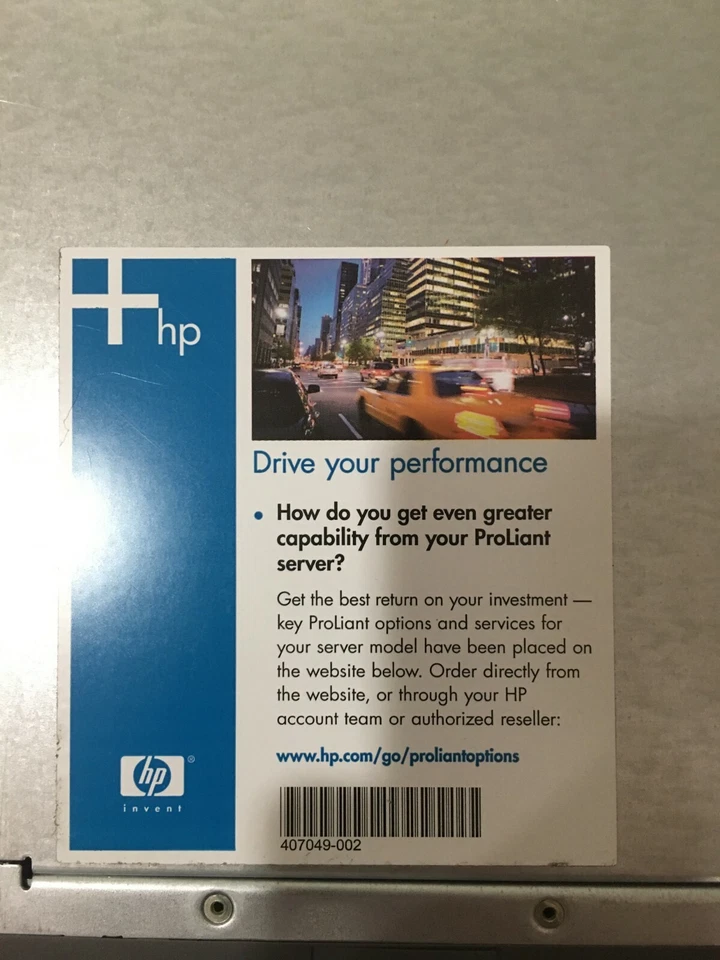 hp
Drive your performance
• How do you get even greater
capability from your ProLiant
server?
Get the best return on your investment —
key ProLiant options and services for
your server model have been placed on
the website below. Order directly from
the website, or through your HP
account team or authorized reseller:
www.hp.com/go/proliantoptions
hp®
invent
407049-002